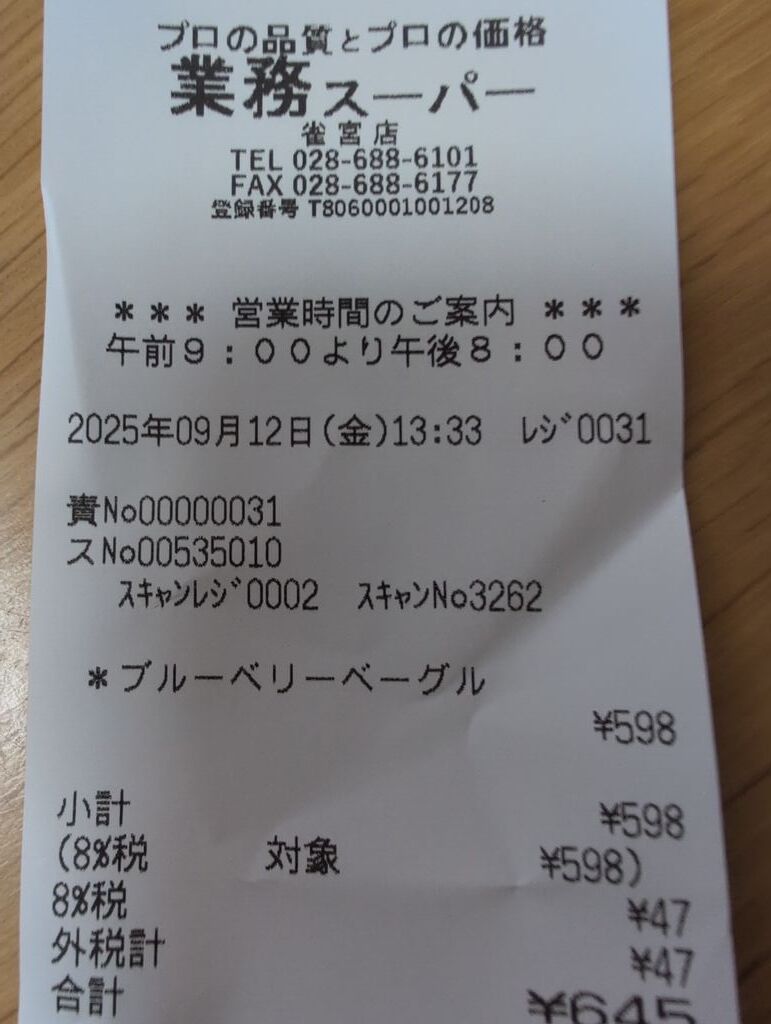 プロの品質とプロの価格
業務スーパー
雀宮店
TEL 028-688-6101
FAX 028-688-6177
登録番号 T8060001001208
*** 営業時間のご案内 ***
午前9:00より午後8:00
2025年09月12日(金)13:33 ﾚｼﾞ0031
責No00000031
スNo00535010
ｽｷｬﾝﾚｼﾞ0002 ｽｷｬﾝNo3262
*ブルーベリーベーグル
¥598
小計 ¥598
(8%税 対象 ¥598)
8%税 ¥47
外税計 ¥47
合計 ¥645